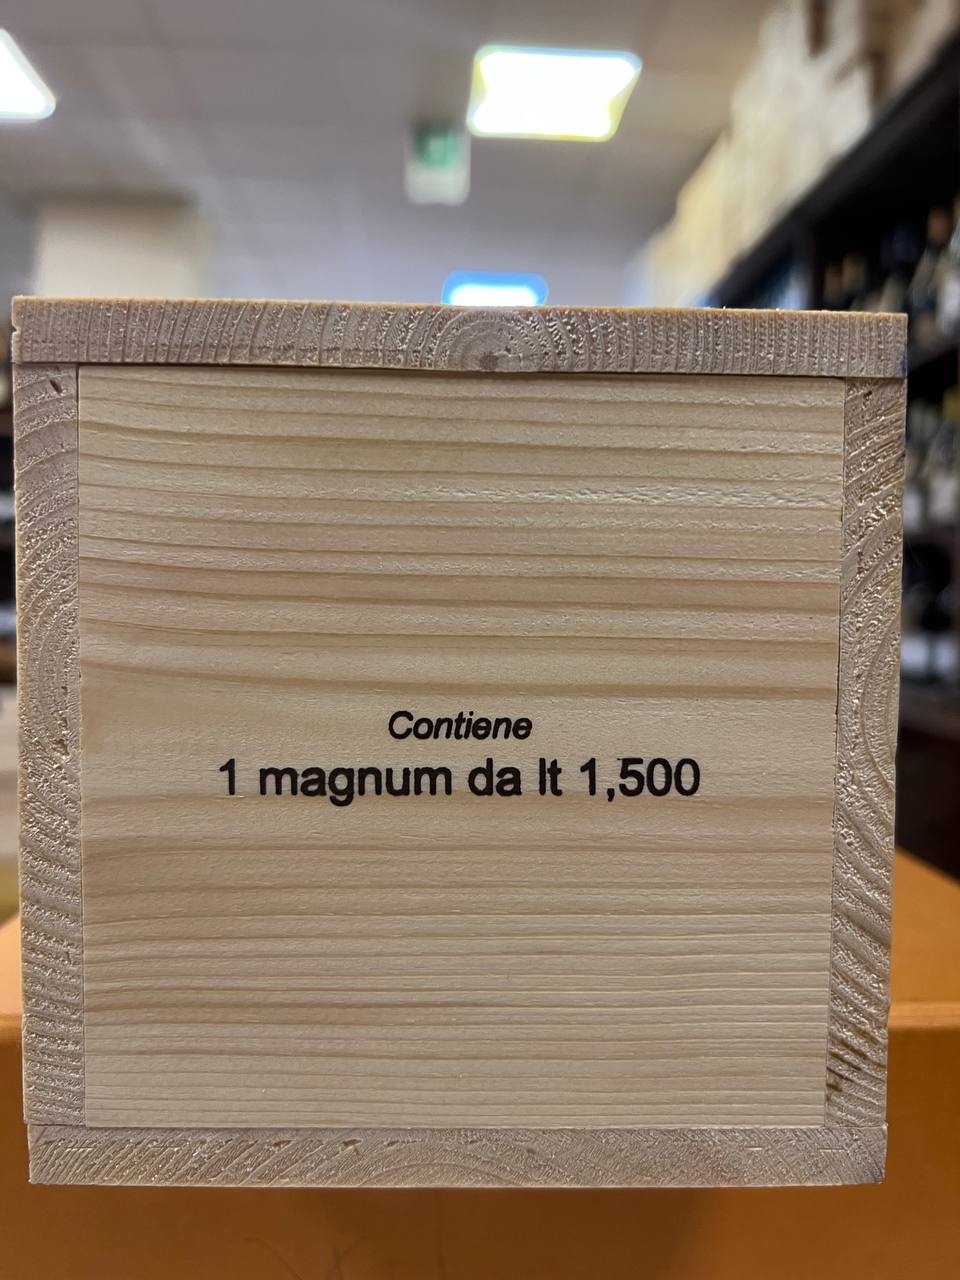 Contiene
1 magnum da lt 1,500